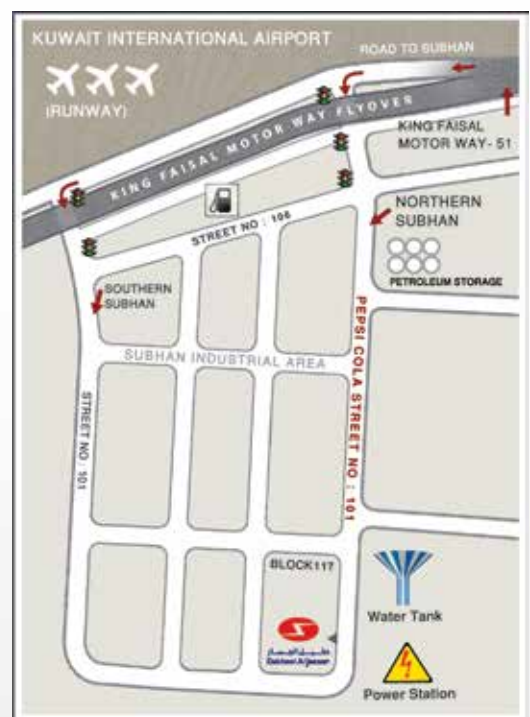 KUWAIT INTERNATIONAL AIRPORT
ROAD TO SUBHAN
(RUNWAY)
KING FAISAL MOTOR WAY FLYOVER
KING FAISAL
MOTOR WAY- 51
NORTHERN
SUBHAN
STREET NO : 106
PETROLEUM STORAGE
SOUTHERN
SUBHAN
SUBHAN INDUSTRIAL AREA
PEPSI COLA STREET NO : 101
STREET NO : 101
BLOCK117
Water Tank
Power Station